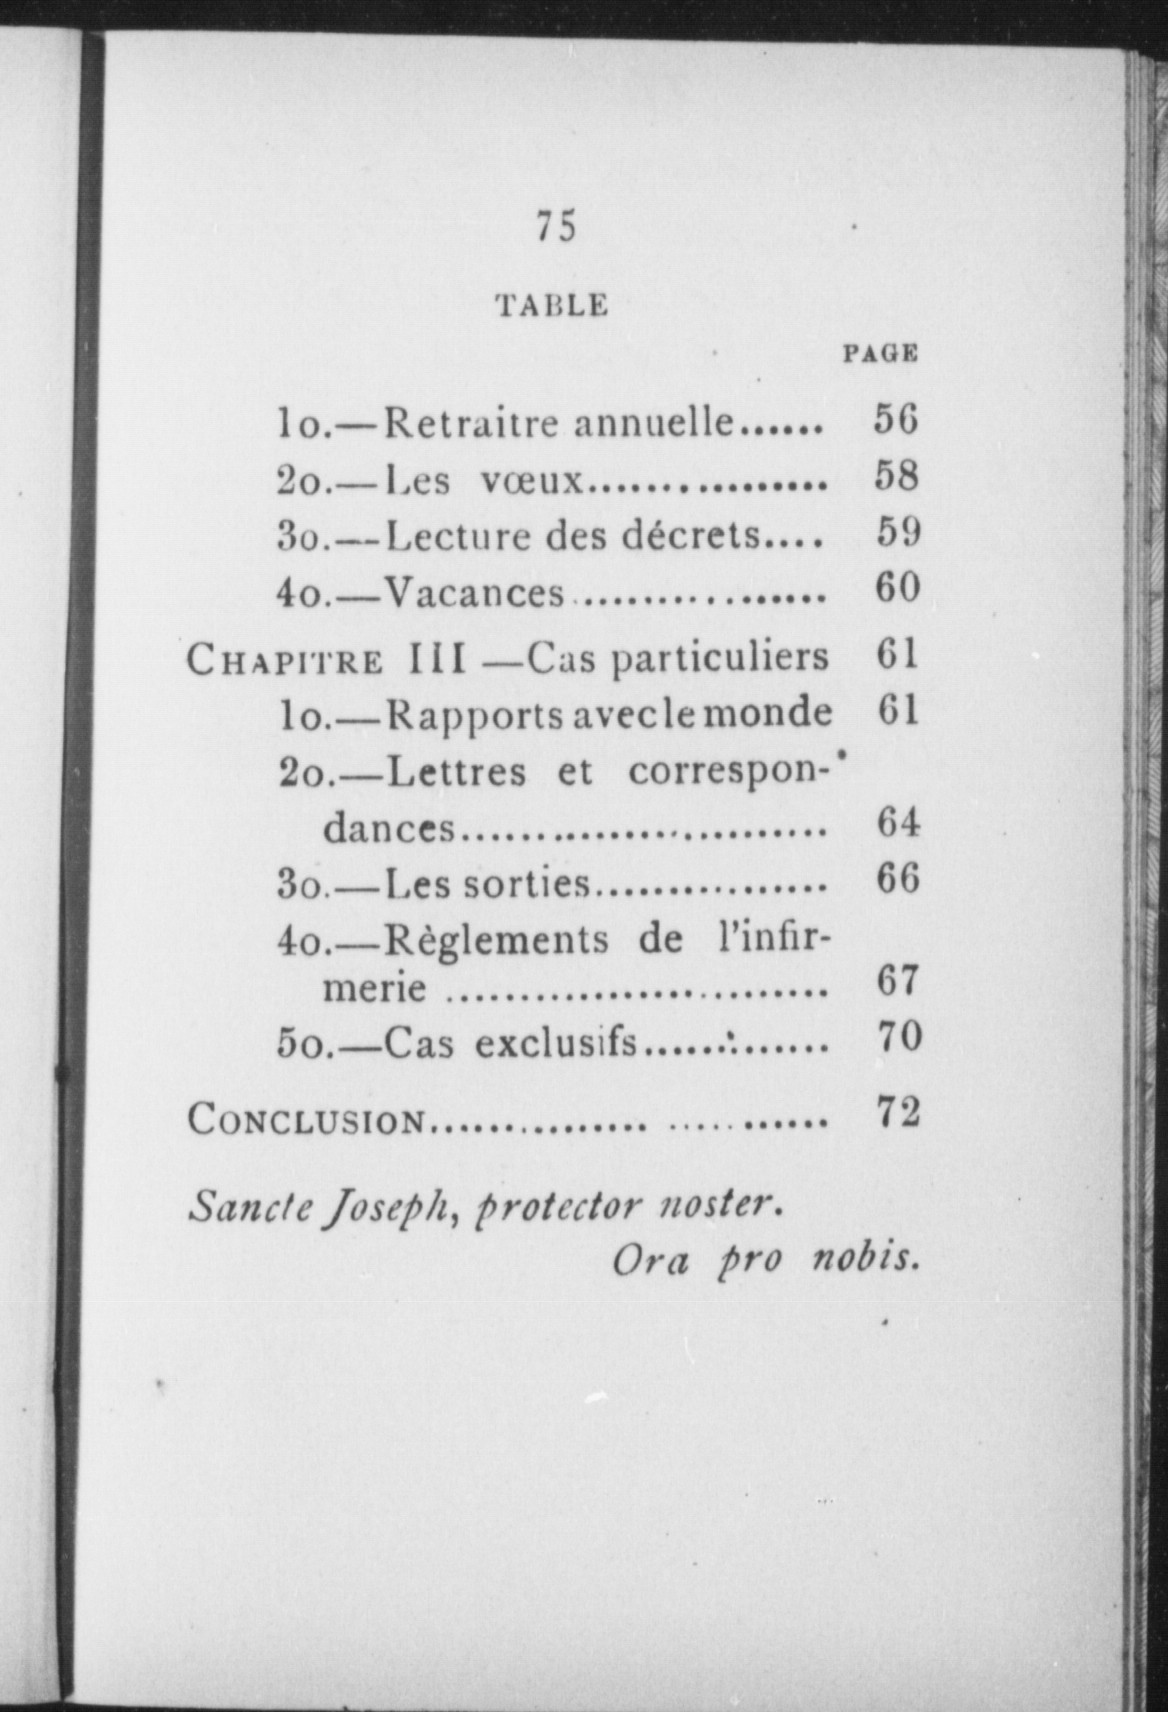 75
TABLE
PAGE
1o.—Retraitre annuelle...... 56
2o.—Les vœux................ 58
3o.—Lecture des décrets.... 59
4o.—Vacances................. 60
CHAPITRE III —Cas particuliers 61
1o.—Rapports avec le monde 61
2o.—Lettres et correspon-
dances......................... 64
3o.—Les sorties................ 66
4o.—Règlements de l'infir-
merie .......................... 67
5o.—Cas exclusifs............. 70
CONCLUSION.......................... 72
Sancte Joseph, protector noster.
Ora pro nobis.